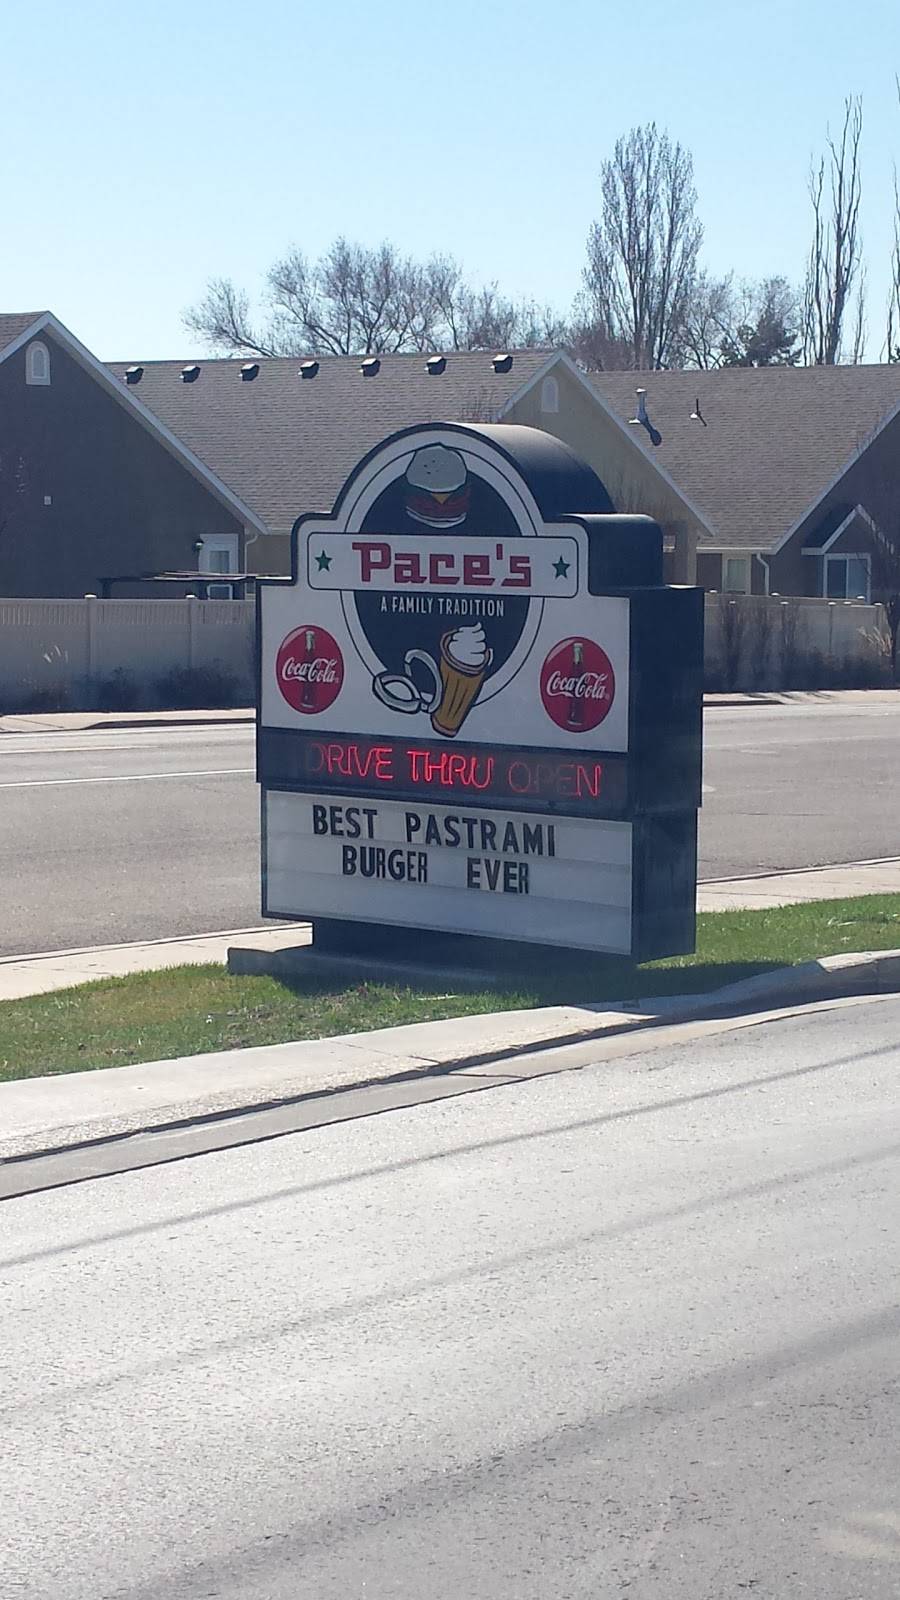 Pace's
A FAMILY TRADITION
Coca-Cola
Coca-Cola
DRIVE THRU OPEN
BEST PASTRAMI
BURGER EVER